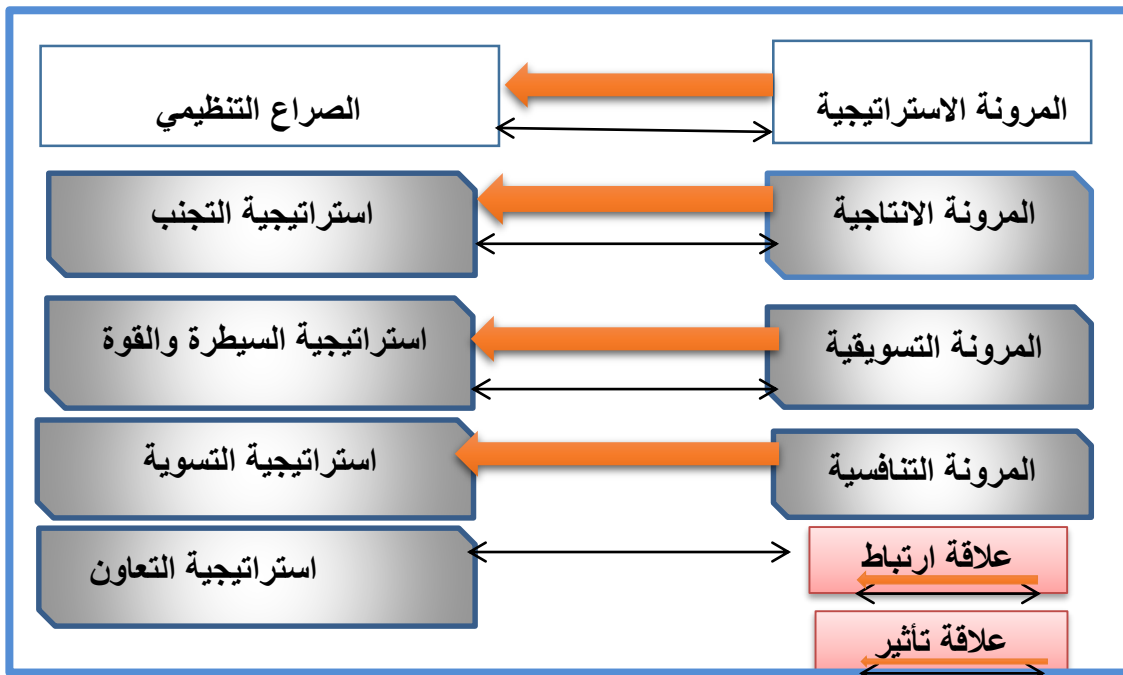 المرونة الاستراتيجية
الصراع التنظيمي
المرونة الانتاجية
استراتيجية التجنب
المرونة التسويقية
استراتيجية السيطرة والقوة
المرونة التنافسية
استراتيجية التسوية
علاقة ارتباط
استراتيجية التعاون
علاقة تأثير